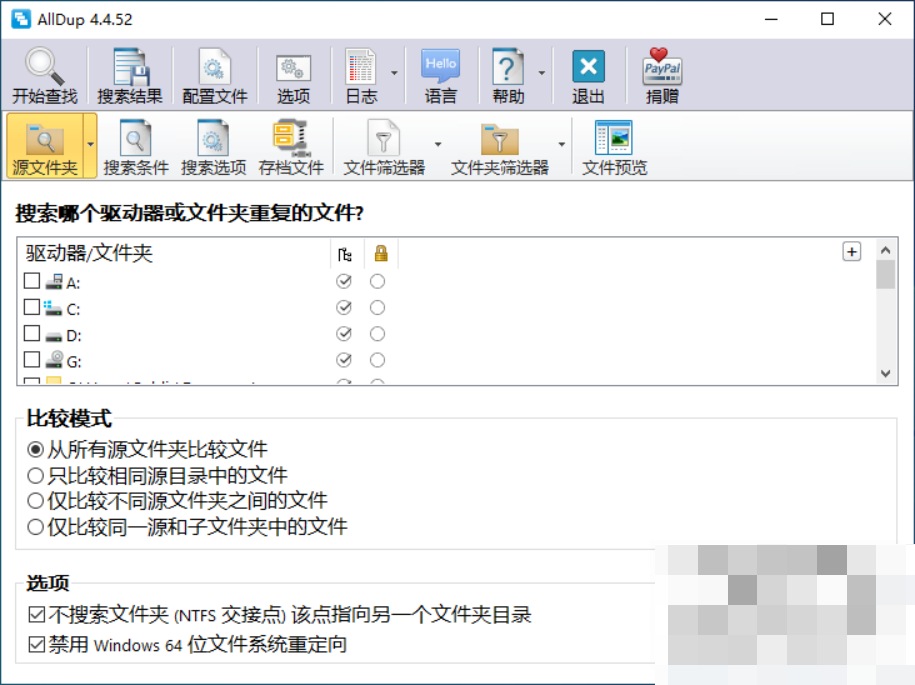 AllDup 4.4.52
开始查找 搜索结果 配置文件 选项 日志 Hello 语言 ? 帮助 退出 PayPal 捐赠
源文件夹 搜索条件 搜索选项 存档文件 文件筛选器 文件夹筛选器 文件预览
搜索哪个驱动器或文件夹重复的文件?
驱动器/文件夹
A:
C:
D:
G:
比较模式
从所有源文件夹比较文件
只比较相同源目录中的文件
仅比较不同源文件夹之间的文件
仅比较同一源和子文件夹中的文件
选项
不搜索文件夹 (NTFS 交接点) 该点指向另一个文件夹目录
禁用 Windows 64 位文件系统重定向